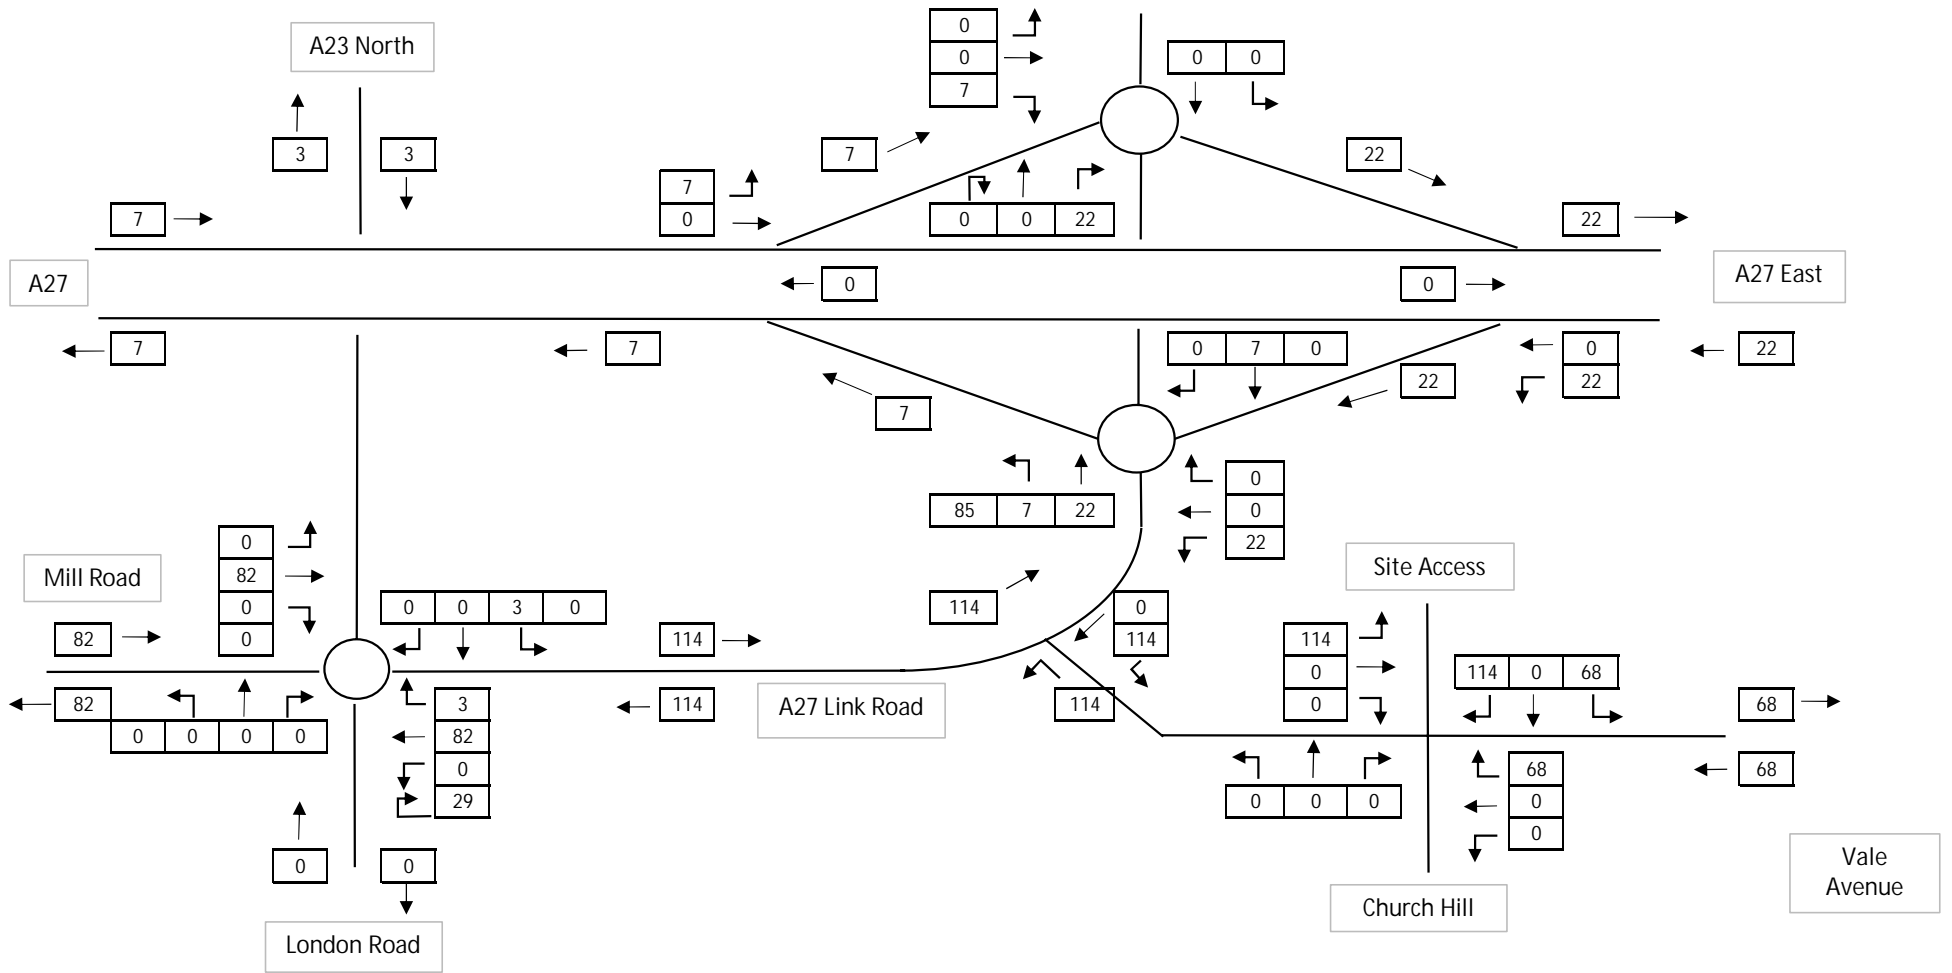 0
A23 North
0
0 0
7
3 3
7
22
7
0
7
0 0 22
22
A27
0
0
A27 East
7
7
0 7 0
0
22
22
22
7
85 7 22
0
0
22
0
82
0
0
Mill Road
Site Access
0 0 3 0
114
0
114
82
114
114
0
0
114 0 68
82
3
82
0
29
114
A27 Link Road
114
68
0 0 0 0
68
0
0
68
0 0 0
0
0
Vale
Avenue
Church Hill
London Road